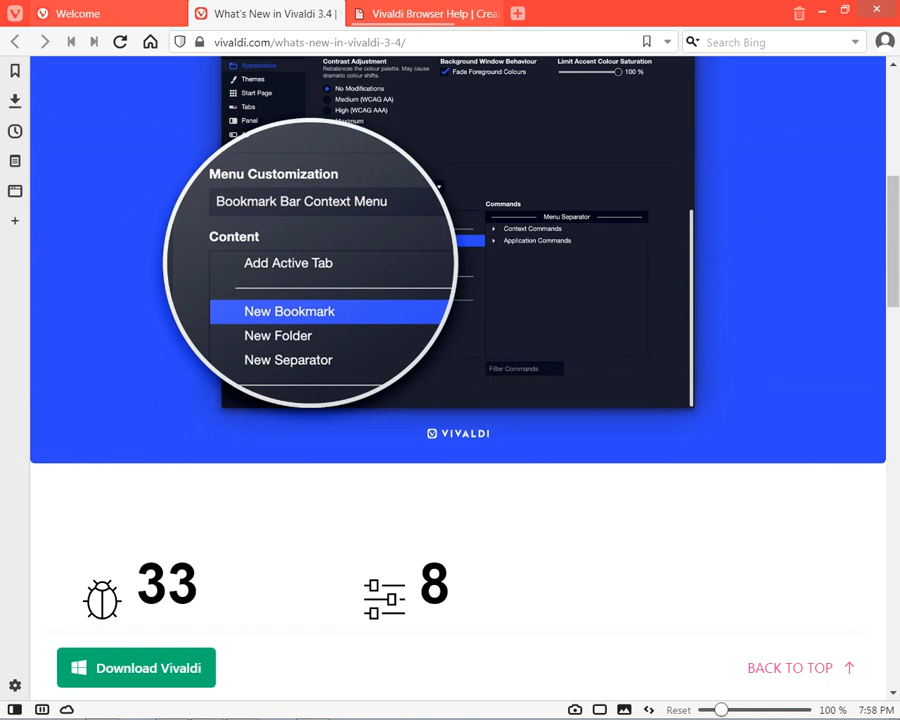 Welcome
What's New in Vivaldi 3.4 |
Vivaldi Browser Help | Crea
vivaldi.com/whats-new-in-vivaldi-3-4/
Search Bing
Appearance
Themes
Start Page
Tabs
Panel
Contrast Adjustment
Rebalances the colour palette. May cause
dramatic colour shifts.
No Modifications
Medium (WCAG AA)
High (WCAG AAA)
Maximum
Background Window Behaviour
Fade Foreground Colours
Limit Accent Colour Saturation
100 %
Menu Customization
Bookmark Bar Context Menu
Content
Add Active Tab
New Bookmark
New Folder
New Separator
Commands
Menu Separator
Context Commands
Application Commands
Filter Commands
VIVALDI
33
8
Download Vivaldi
BACK TO TOP
Reset
100 %
7:58 PM